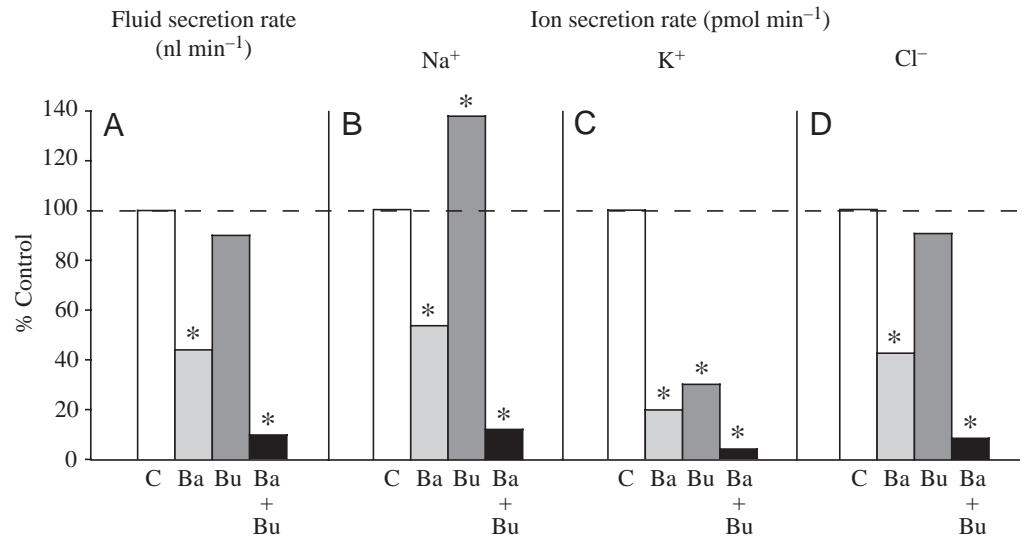 Fluid secretion rate
(nl min⁻¹)
Ion secretion rate (pmol min⁻¹)
Na⁺
K⁺
Cl⁻
% Control
140
120
100
80
60
40
20
0
A
*
*
C Ba Bu Ba
+
Bu
B
*
*
*
C Ba Bu Ba
+
Bu
C
*
*
*
C Ba Bu Ba
+
Bu
D
*
*
C Ba Bu Ba
+
Bu